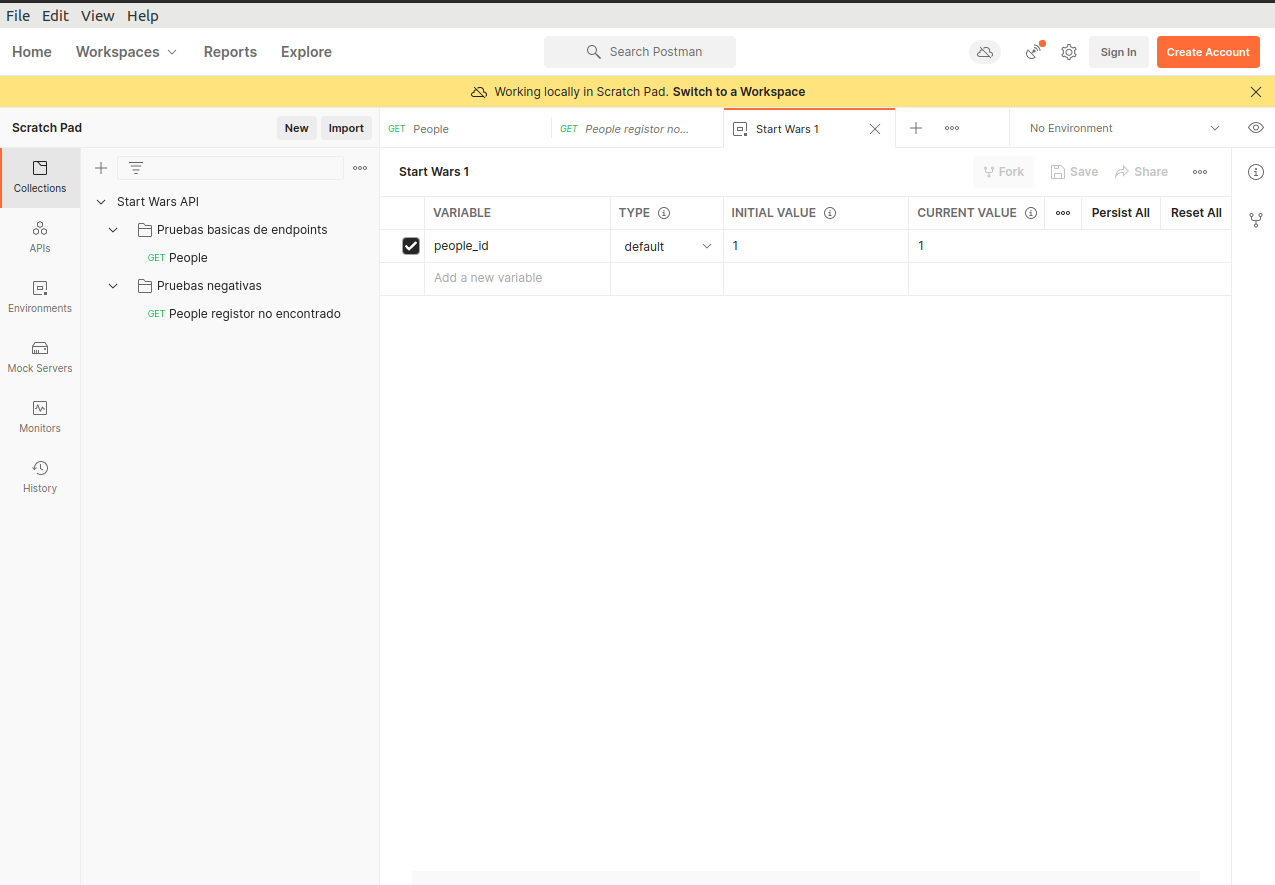 File Edit View Help
Home Workspaces Reports Explore Search Postman Sign In Create Account
Working locally in Scratch Pad. Switch to a Workspace
Scratch Pad New Import GET People GET People registor no... Start Wars 1 No Environment
Collections
APIs
Environments
Mock Servers
Monitors
History
Start Wars API
Pruebas basicas de endpoints
GET People
Pruebas negativas
GET People registor no encontrado
Start Wars 1 Fork Save Share
VARIABLE TYPE INITIAL VALUE CURRENT VALUE Persist All Reset All
people_id default 1 1
Add a new variable